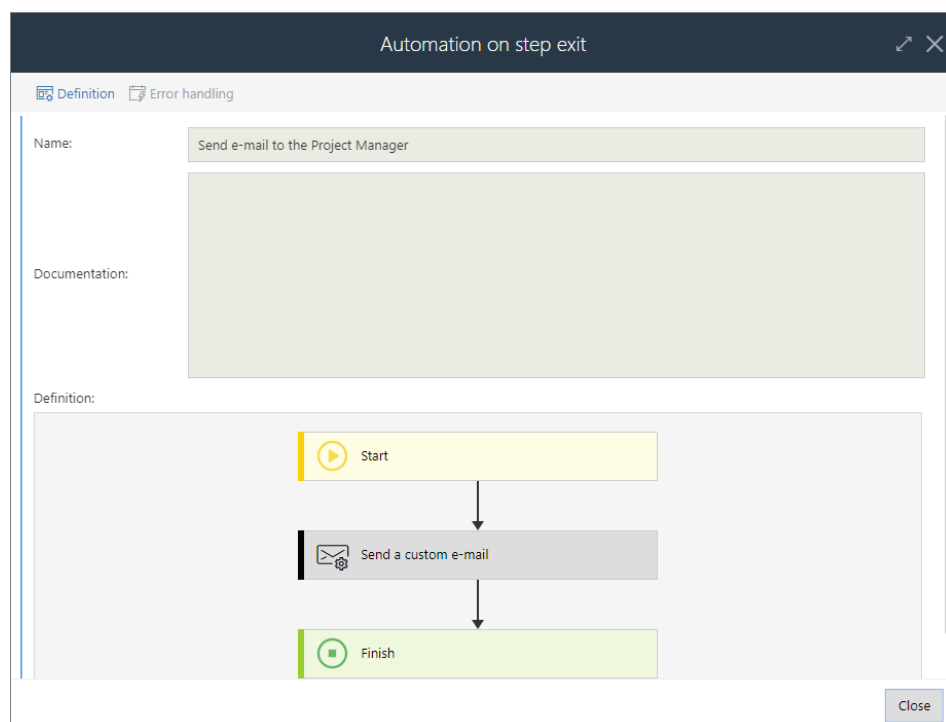 Automation on step exit
Definition Error handling
Name: Send e-mail to the Project Manager
Documentation:
Definition:
Start
Send a custom e-mail
Finish
Close